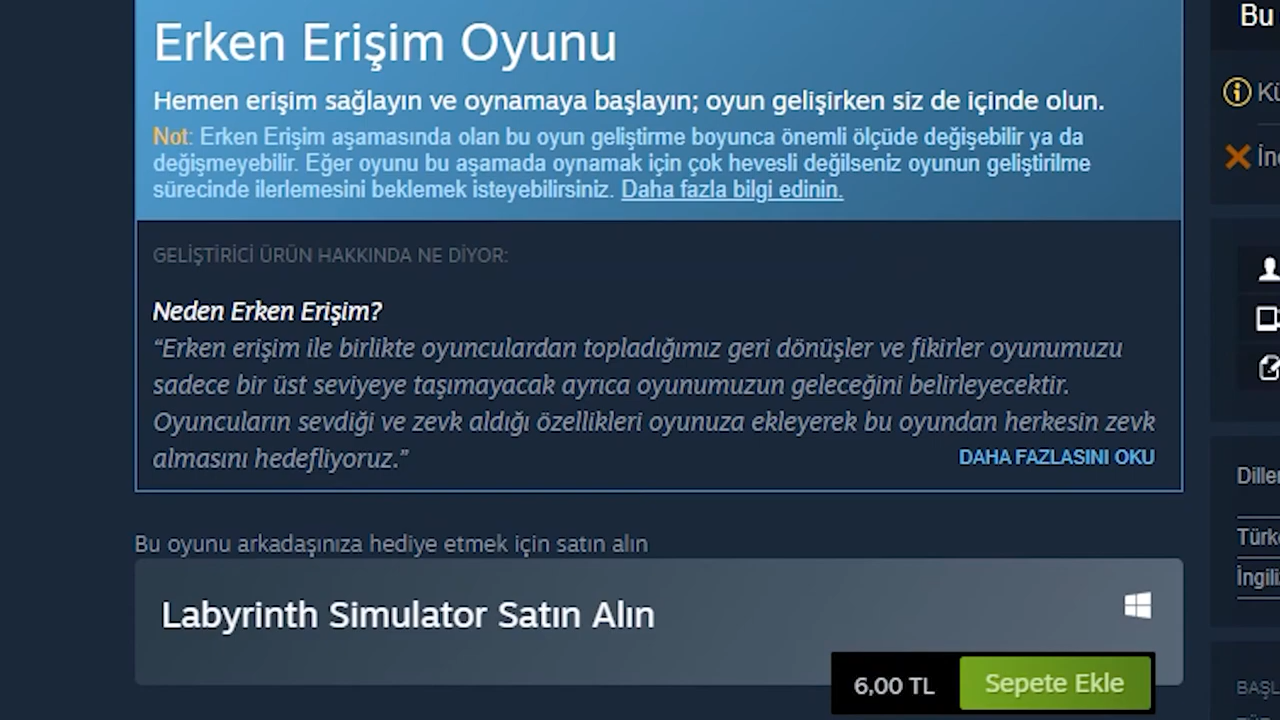 Erken Erişim Oyunu
Hemen erişim sağlayın ve oynamaya başlayın; oyun gelişirken siz de içinde olun.
Not: Erken Erişim aşamasında olan bu oyun geliştirme boyunca önemli ölçüde değişebilir ya da
değişmeyebilir. Eğer oyunu bu aşamada oynamak için çok hevesli değilseniz oyunun geliştirilme
sürecinde ilerlemesini beklemek isteyebilirsiniz. Daha fazla bilgi edinin.
GELİŞTİRİCİ ÜRÜN HAKKINDA NE DİYOR:
Neden Erken Erişim?
“Erken erişim ile birlikte oyunculardan topladığımız geri dönüşler ve fikirler oyunumuzu
sadece bir üst seviyeye taşımayacak ayrıca oyunumuzun geleceğini belirleyecektir.
Oyuncuların sevdiği ve zevk aldığı özellikleri oyunuza ekleyerek bu oyundan herkesin zevk
almasını hedefliyoruz.”
DAHA FAZLASINI OKU
Bu oyunu arkadaşınıza hediye etmek için satın alın
Labyrinth Simulator Satın Alın
6,00 TL
Sepete Ekle
Bu